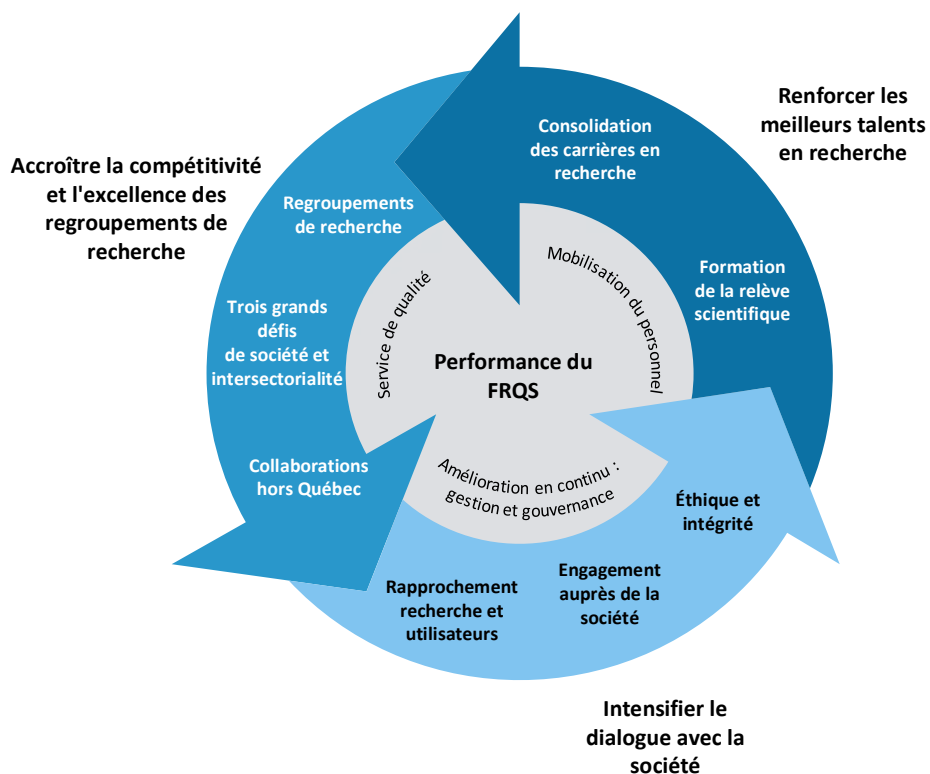 Renforcer les
meilleurs talents
en recherche
Consolidation
des carrières en
recherche
Formation
de la relève
scientifique
Accroître la compétitivité
et l'excellence des
regroupements de
recherche
Regroupements
de recherche
Trois grands
défis
de société et
intersectorialité
Collaborations
hors Québec
Service de qualité
Mobilisation du personnel
Performance du
FRQS
Amélioration en continu :
gestion et gouvernance
Éthique et
intégrité
Engagement
auprès de la
société
Rapprochement
recherche et
utilisateurs
Intensifier le
dialogue avec la
société